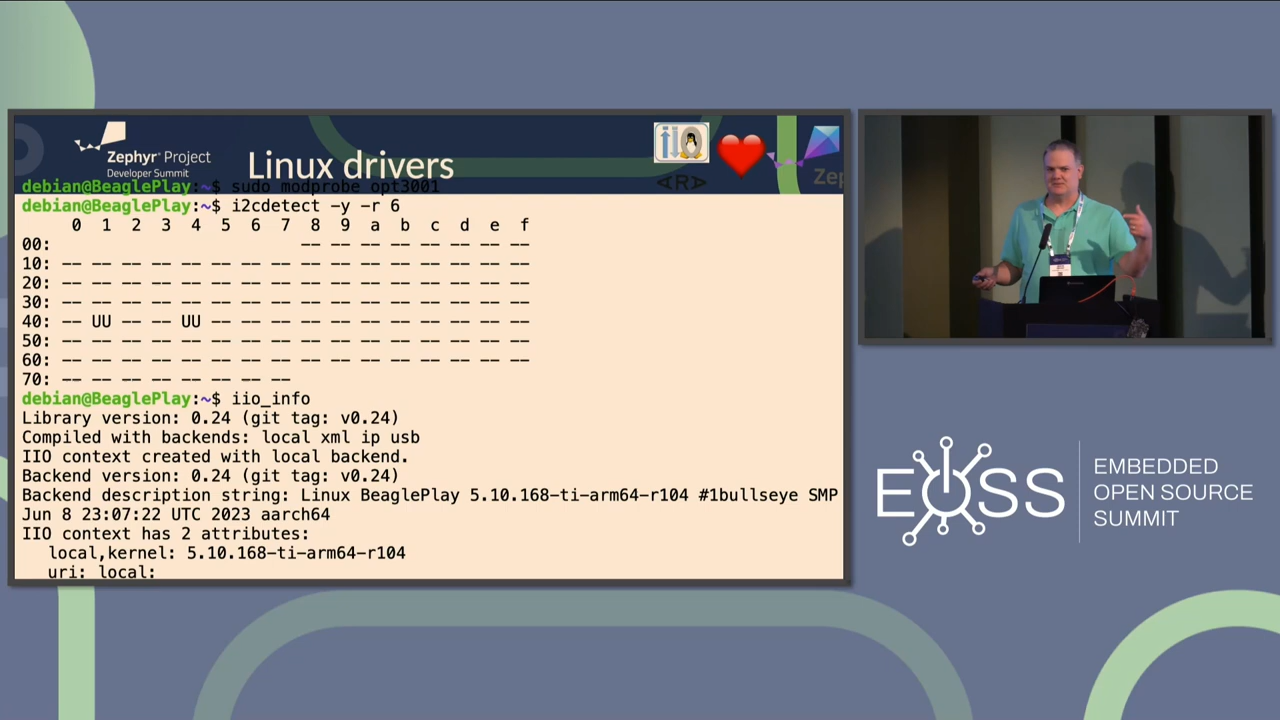 Zephyr® Project
Developer Summit
Linux drivers
iio
<A>
Zep
debian@BeaglePlay:~$ sudo modprobe opt3001
debian@BeaglePlay:~$ i2cdetect -y -r 6
0 1 2 3 4 5 6 7 8 9 a b c d e f
00: -- -- -- -- -- -- -- --
10: -- -- -- -- -- -- -- -- -- -- -- -- -- -- -- --
20: -- -- -- -- -- -- -- -- -- -- -- -- -- -- -- --
30: -- -- -- -- -- -- -- -- -- -- -- -- -- -- -- --
40: -- UU -- -- UU -- -- -- -- -- -- -- -- -- -- --
50: -- -- -- -- -- -- -- -- -- -- -- -- -- -- -- --
60: -- -- -- -- -- -- -- -- -- -- -- -- -- -- -- --
70: -- -- -- -- -- -- -- --
debian@BeaglePlay:~$ iio_info
Library version: 0.24 (git tag: v0.24)
Compiled with backends: local xml ip usb
IIO context created with local backend.
Backend version: 0.24 (git tag: v0.24)
Backend description string: Linux BeaglePlay 5.10.168-ti-arm64-r104 #1bullseye SMP
Jun 8 23:07:22 UTC 2023 aarch64
IIO context has 2 attributes:
local,kernel: 5.10.168-ti-arm64-r104
uri: local:
EOSS
EMBEDDED
OPEN SOURCE
SUMMIT